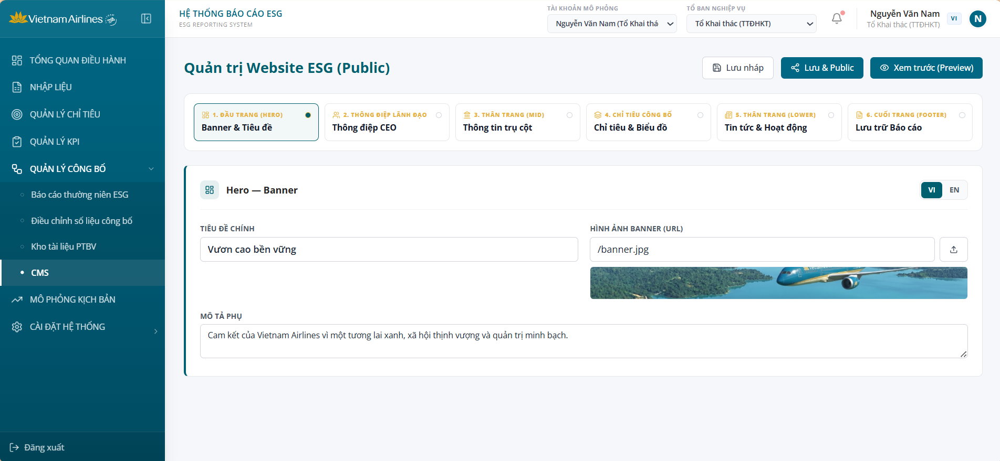 Vietnam Airlines
HỆ THỐNG BÁO CÁO ESG
ESG REPORTING SYSTEM
TÀI KHOẢN MÔ PHỎNG
Nguyễn Văn Nam (Tổ Khai thá
TỔ BAN NGHIỆP VỤ
Tổ Khai thác (TTĐHKT)
Nguyễn Văn Nam
Tổ Khai thác (TTĐHKT)
VI
N
TỔNG QUAN ĐIỀU HÀNH
NHẬP LIỆU
QUẢN LÝ CHỈ TIÊU
QUẢN LÝ KPI
QUẢN LÝ CÔNG BỐ
Báo cáo thường niên ESG
Điều chỉnh số liệu công bố
Kho tài liệu PTBV
CMS
MÔ PHỎNG KỊCH BẢN
CÀI ĐẶT HỆ THỐNG
Đăng xuất
Quản trị Website ESG (Public)
Lưu nháp
Lưu & Public
Xem trước (Preview)
1. ĐẦU TRANG (HERO)
Banner & Tiêu đề
2. THÔNG ĐIỆP LÃNH ĐẠO
Thông điệp CEO
3. THÂN TRANG (MID)
Thông tin trụ cột
4. CHỈ TIÊU CÔNG BỐ
Chỉ tiêu & Biểu đồ
5. THÂN TRANG (LOWER)
Tin tức & Hoạt động
6. CUỐI TRANG (FOOTER)
Lưu trữ Báo cáo
Hero — Banner
VI
EN
TIÊU ĐỀ CHÍNH
Vươn cao bền vững
HÌNH ẢNH BANNER (URL)
/banner.jpg
MÔ TẢ PHỤ
Cam kết của Vietnam Airlines vì một tương lai xanh, xã hội thịnh vượng và quản trị minh bạch.